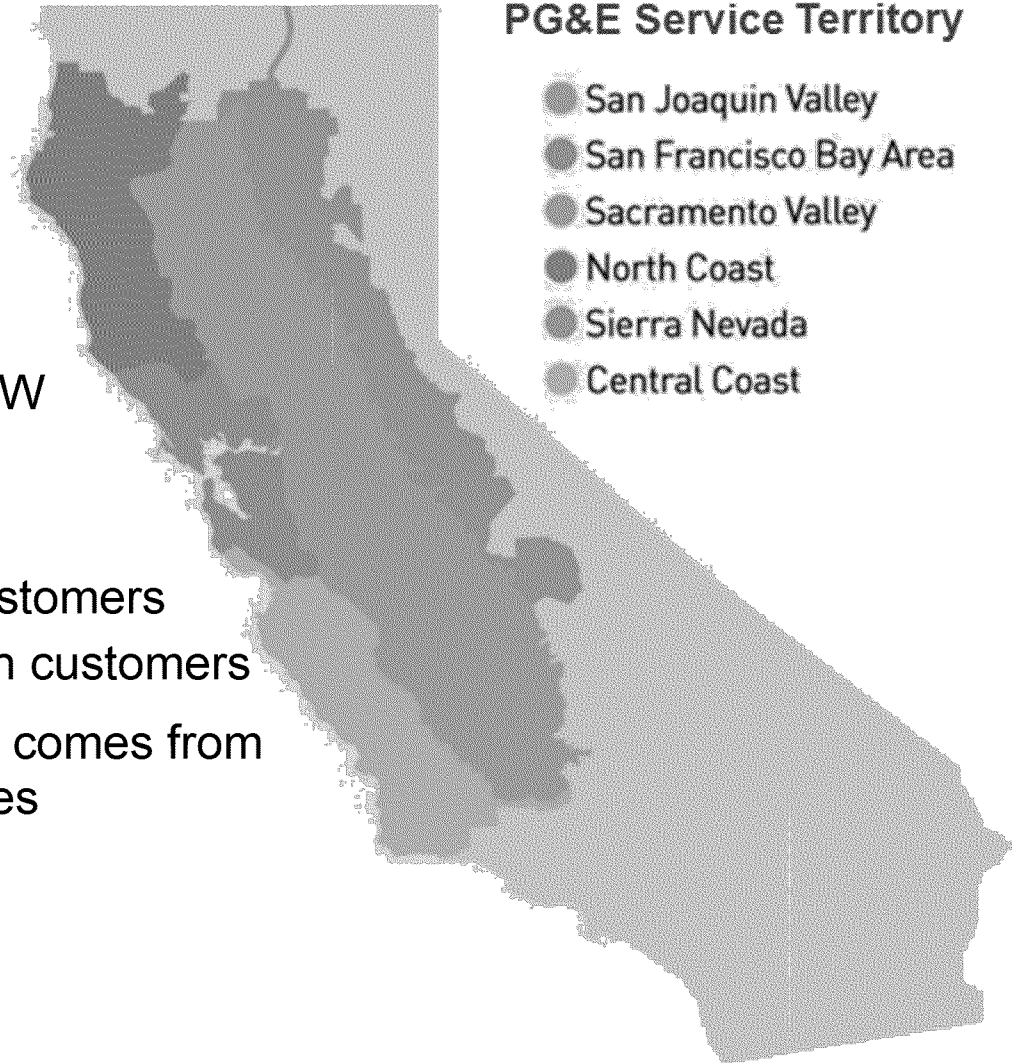 PG&E Service Territory
San Joaquin Valley
San Francisco Bay Area
Sacramento Valley
North Coast
Sierra Nevada
Central Coast
W
stomers
n customers
comes from
es